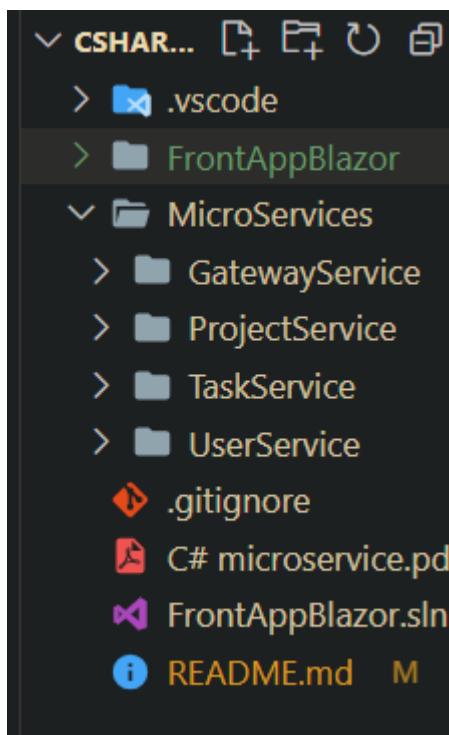 CSHAR...
.vscode
FrontAppBlazor
MicroServices
GatewayService
ProjectService
TaskService
UserService
.gitignore
C# microservice.pd
FrontAppBlazor.sln
README.md M